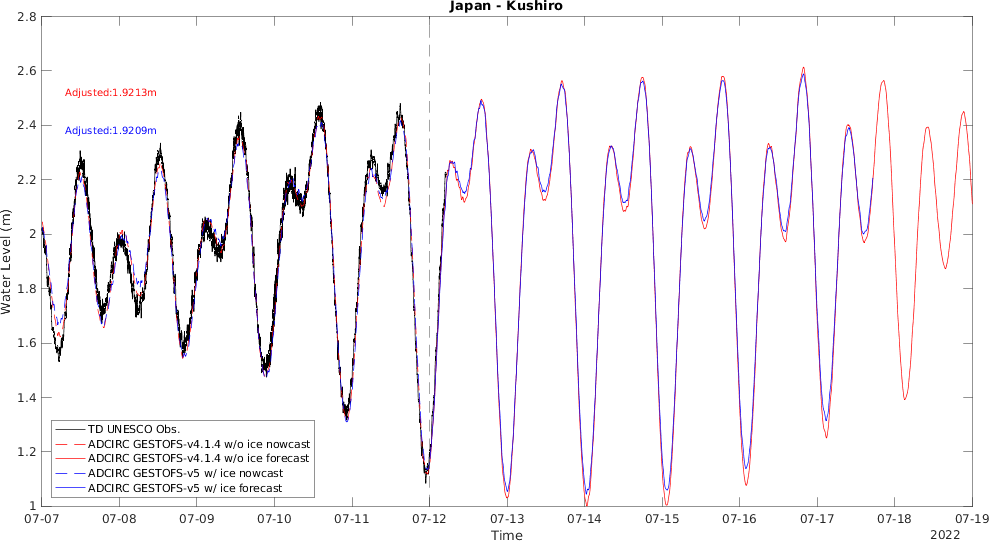 Japan - Kushiro
2.8
2.6
2.4
2.2
2
1.8
1.6
1.4
1.2
1
Water Level (m)
Adjusted:1.9213m
Adjusted:1.9209m
TD UNESCO Obs.
ADCIRC GESTOFS-v4.1.4 w/o ice nowcast
ADCIRC GESTOFS-v4.1.4 w/o ice forecast
ADCIRC GESTOFS-v5 w/ ice nowcast
ADCIRC GESTOFS-v5 w/ ice forecast
07-07 07-08 07-09 07-10 07-11 07-12 07-13 07-14 07-15 07-16 07-17 07-18 07-19
Time
2022